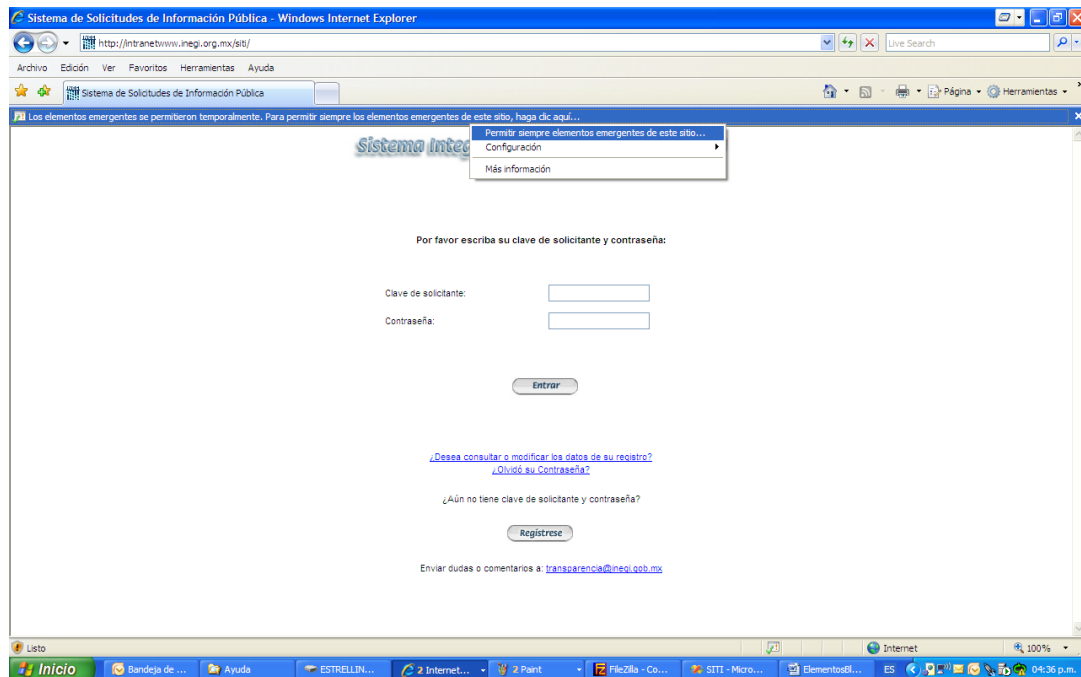 Sistema de Solicitudes de Información Pública - Windows Internet Explorer
http://intranetwww.inegi.org.mx/siti/
Live Search
Archivo Edición Ver Favoritos Herramientas Ayuda
Sistema de Solicitudes de Información Pública
Página Herramientas
Los elementos emergentes se permitieron temporalmente. Para permitir siempre los elementos emergentes de este sitio, haga clic aquí...
Permitir siempre elementos emergentes de este sitio...
Sistema Integ
Configuración
Más información
Por favor escriba su clave de solicitante y contraseña:
Clave de solicitante:
Contraseña:
Entrar
¿Desea consultar o modificar los datos de su registro?
¿Olvidó su Contraseña?
¿Aún no tiene clave de solicitante y contraseña?
Regístrese
Enviar dudas o comentarios a: transparencia@inegi.gob.mx
Listo Internet 100%
Inicio Bandeja de ... Ayuda ESTRELLIN... 2 Internet... 2 Paint FileZilla - Co... SITI - Micro... ElementosBl... ES 04:36 p.m.